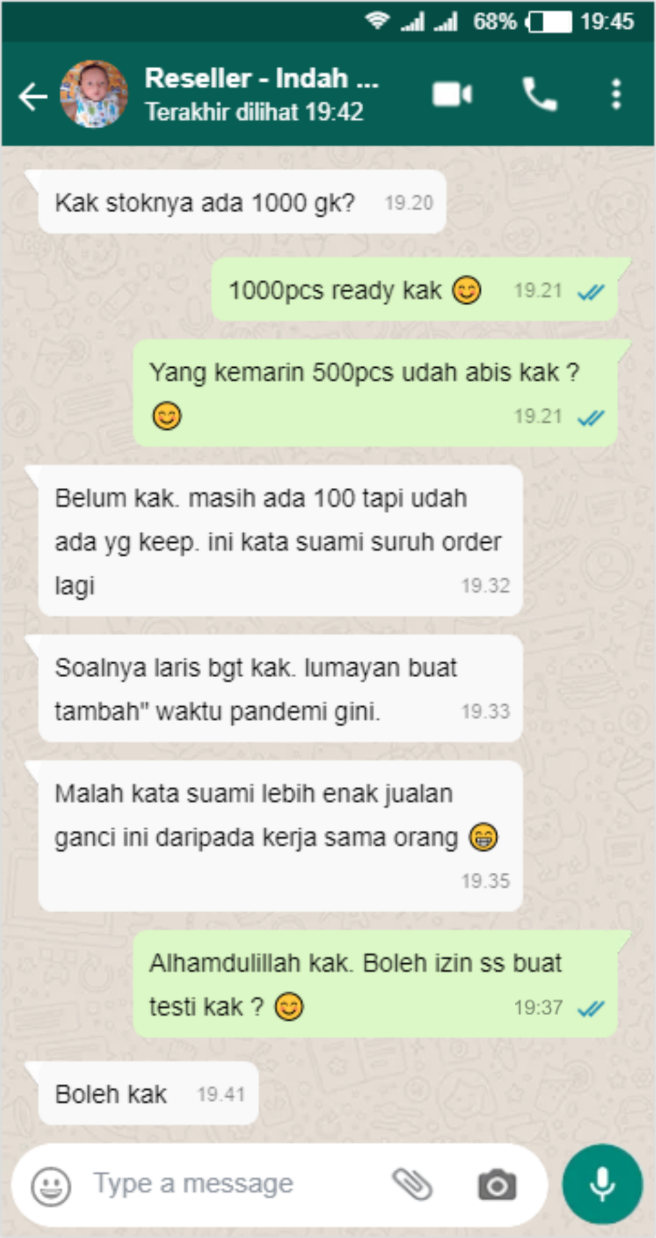 68% 19:45
Reseller - Indah ...
Terakhir dilihat 19:42
Kak stoknya ada 1000 gk? 19.20
1000pcs ready kak 😊 19.21
Yang kemarin 500pcs udah abis kak ?
😊 19.21
Belum kak. masih ada 100 tapi udah
ada yg keep. ini kata suami suruh order
lagi 19.32
Soalnya laris bgt kak. lumayan buat
tambah" waktu pandemi gini. 19.33
Malah kata suami lebih enak jualan
ganci ini daripada kerja sama orang 😁
19.35
Alhamdulillah kak. Boleh izin ss buat
testi kak ? 😊 19:37
Boleh kak 19.41
Type a message